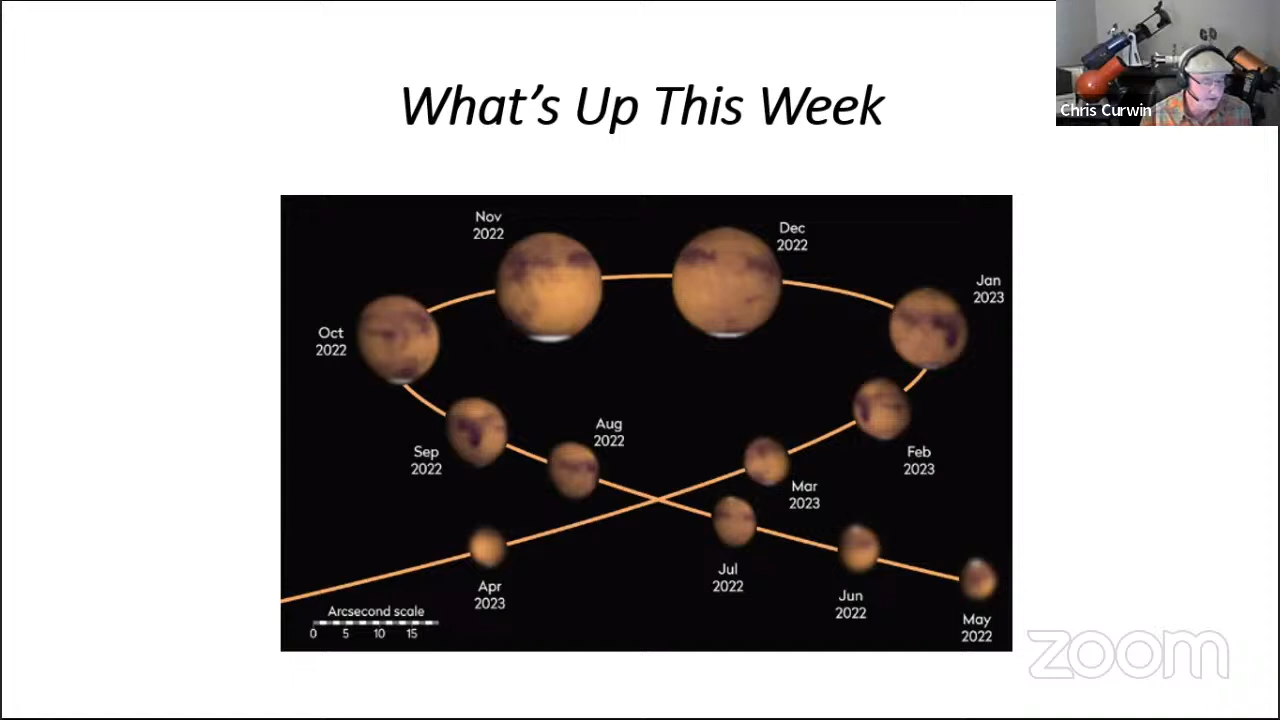 What's Up This Week
Chris Curwin
Nov
2022
Dec
2022
Jan
2023
Oct
2022
Aug
2022
Sep
2022
Feb
2023
Mar
2023
Jul
2022
Apr
2023
Jun
2022
May
2022
Arcsecond scale
0 5 10 15
zoom